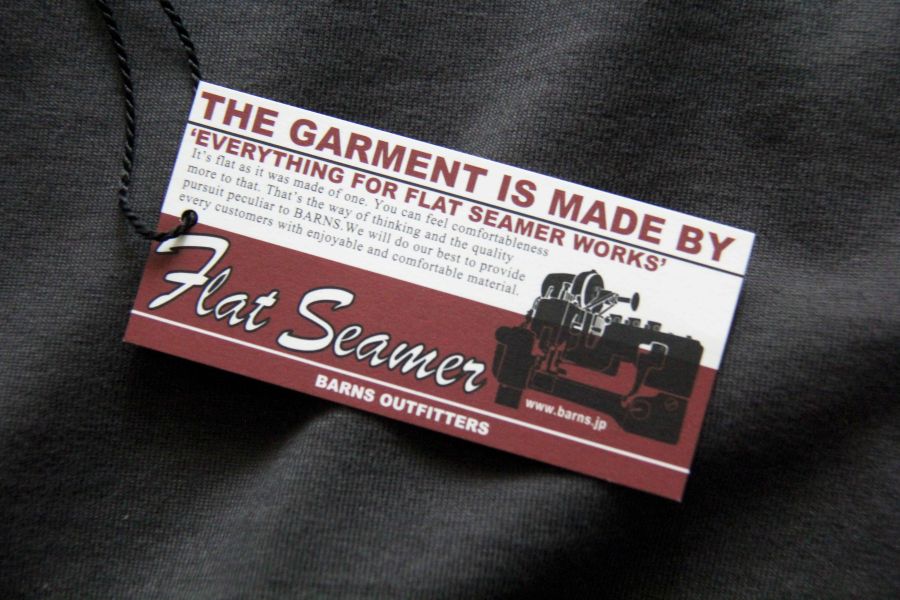 THE GARMENT IS MADE BY
‘EVERYTHING FOR FLAT SEAMER WORKS’
It's flat as it was made of one. You can feel comfortableness
more to that. That's the way of thinking and the quality
pursuit peculiar to BARNS.We will do our best to provide
every customers with enjoyable and comfortable material.
Flat Seamer
www.barns.jp
BARNS OUTFITTERS